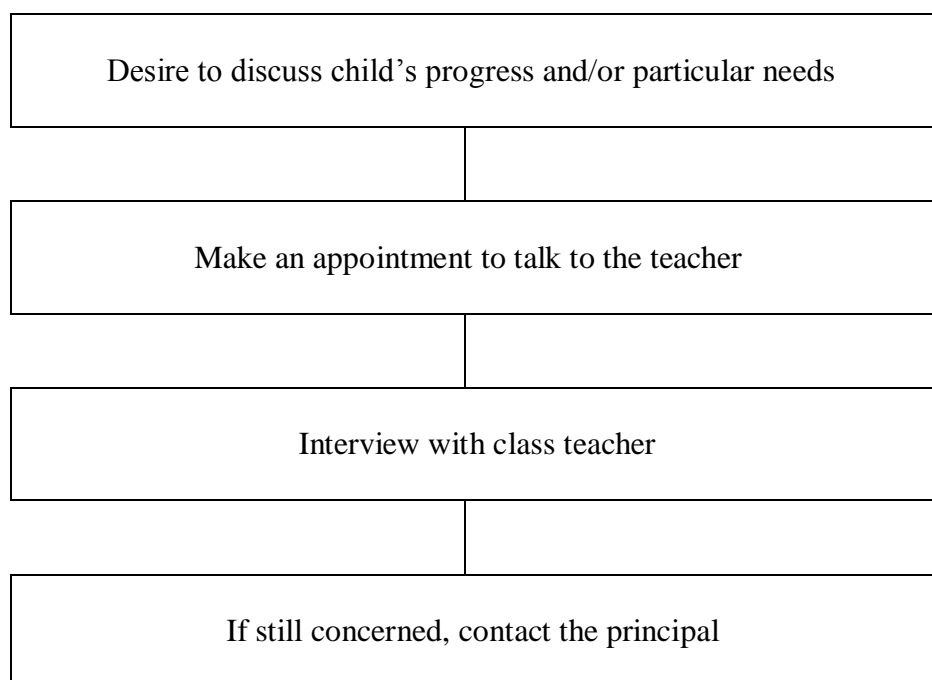 Desire to discuss child’s progress and/or particular needs
Make an appointment to talk to the teacher
Interview with class teacher
If still concerned, contact the principal